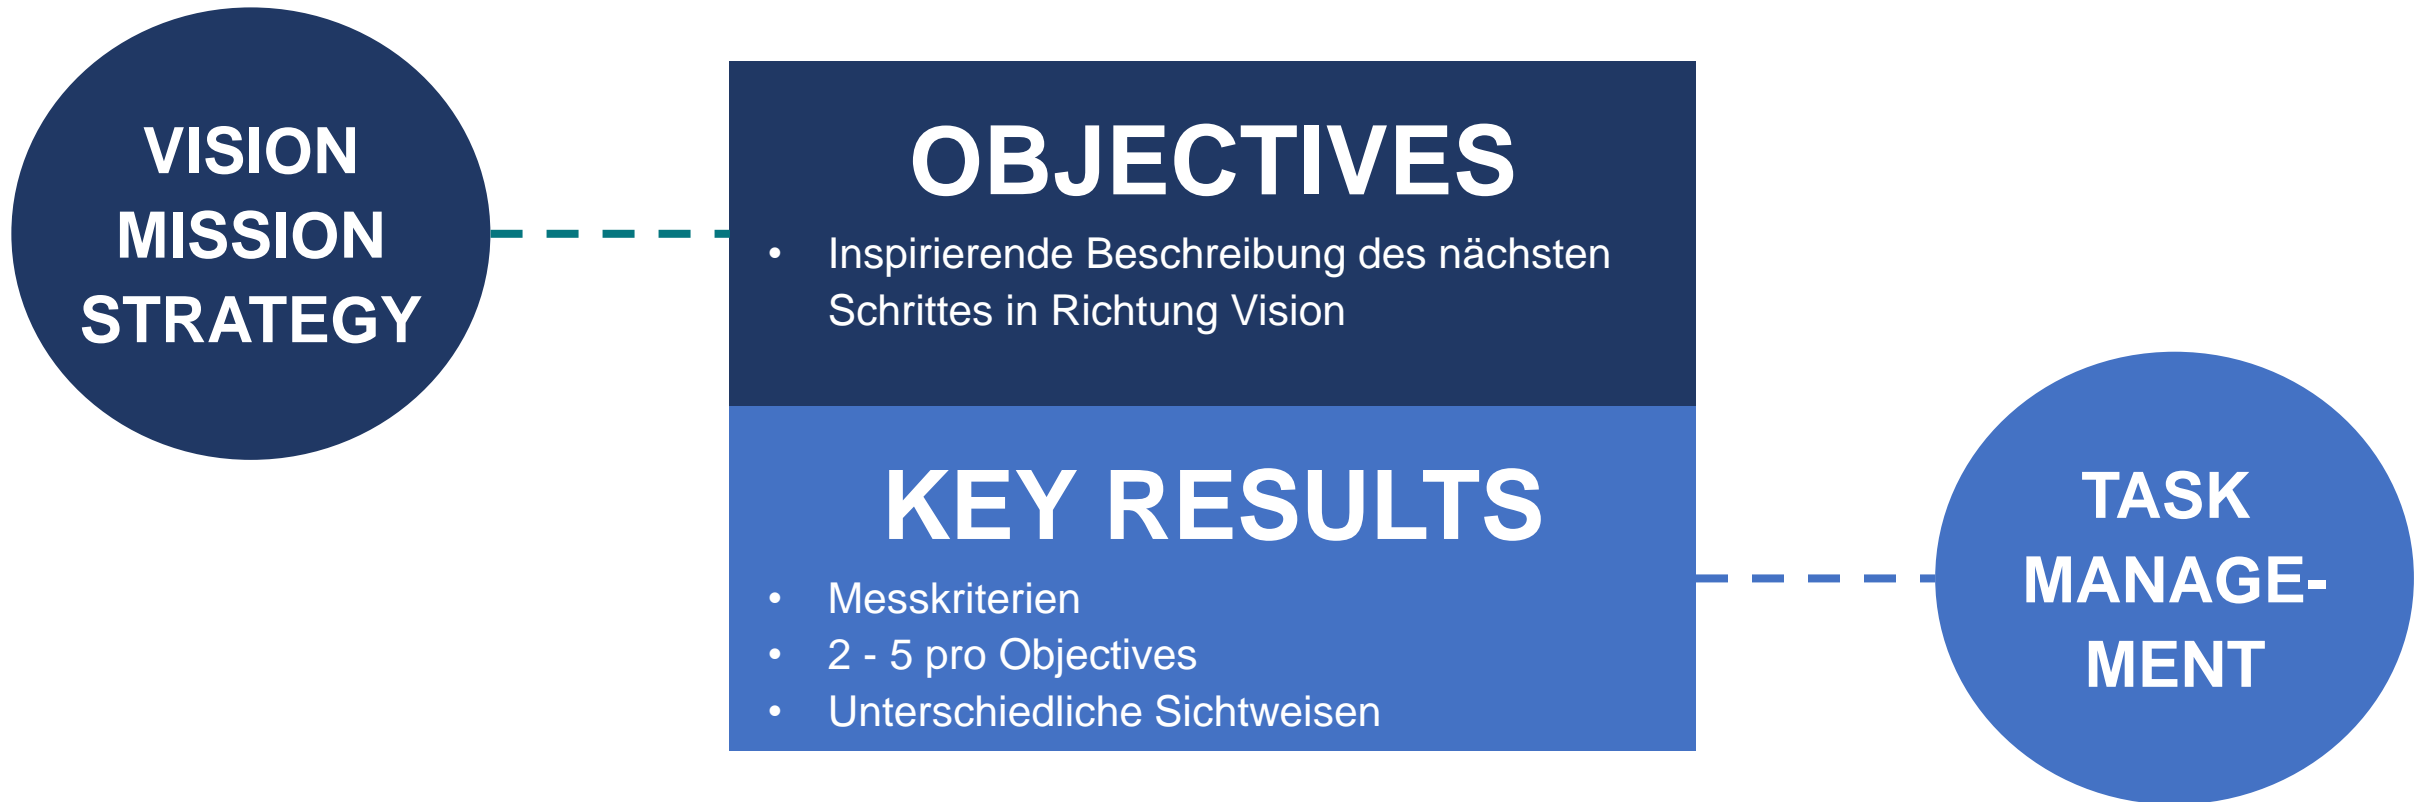 VISION
MISSION
STRATEGY
OBJECTIVES
• Inspirierende Beschreibung des nächsten
Schrittes in Richtung Vision
KEY RESULTS
• Messkriterien
• 2 - 5 pro Objectives
• Unterschiedliche Sichtweisen
TASK
MANAGE-
MENT